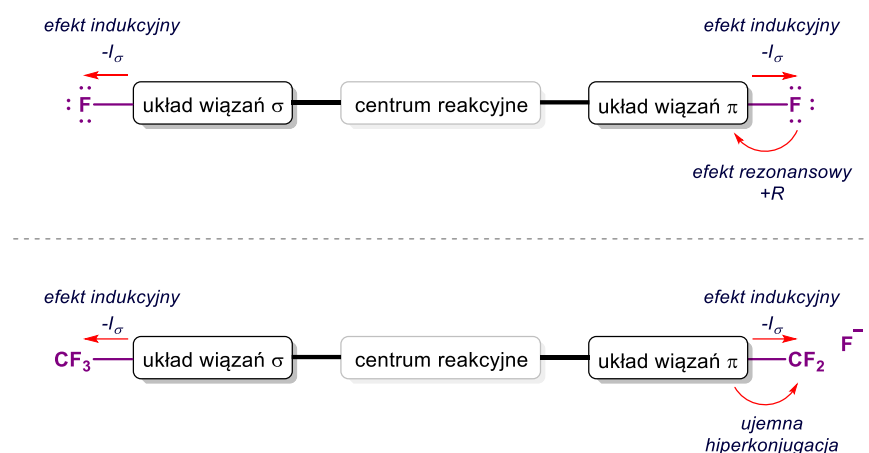 efekt indukcyjny efekt indukcyjny
-Iσ -Iσ
F układ wiązań σ centrum reakcyjne układ wiązań π F
efekt rezonansowy
+R
efekt indukcyjny efekt indukcyjny
-Iσ -Iσ
CF₃ układ wiązań σ centrum reakcyjne układ wiązań π CF₂ F⁻
ujemna
hiperkonjugacja